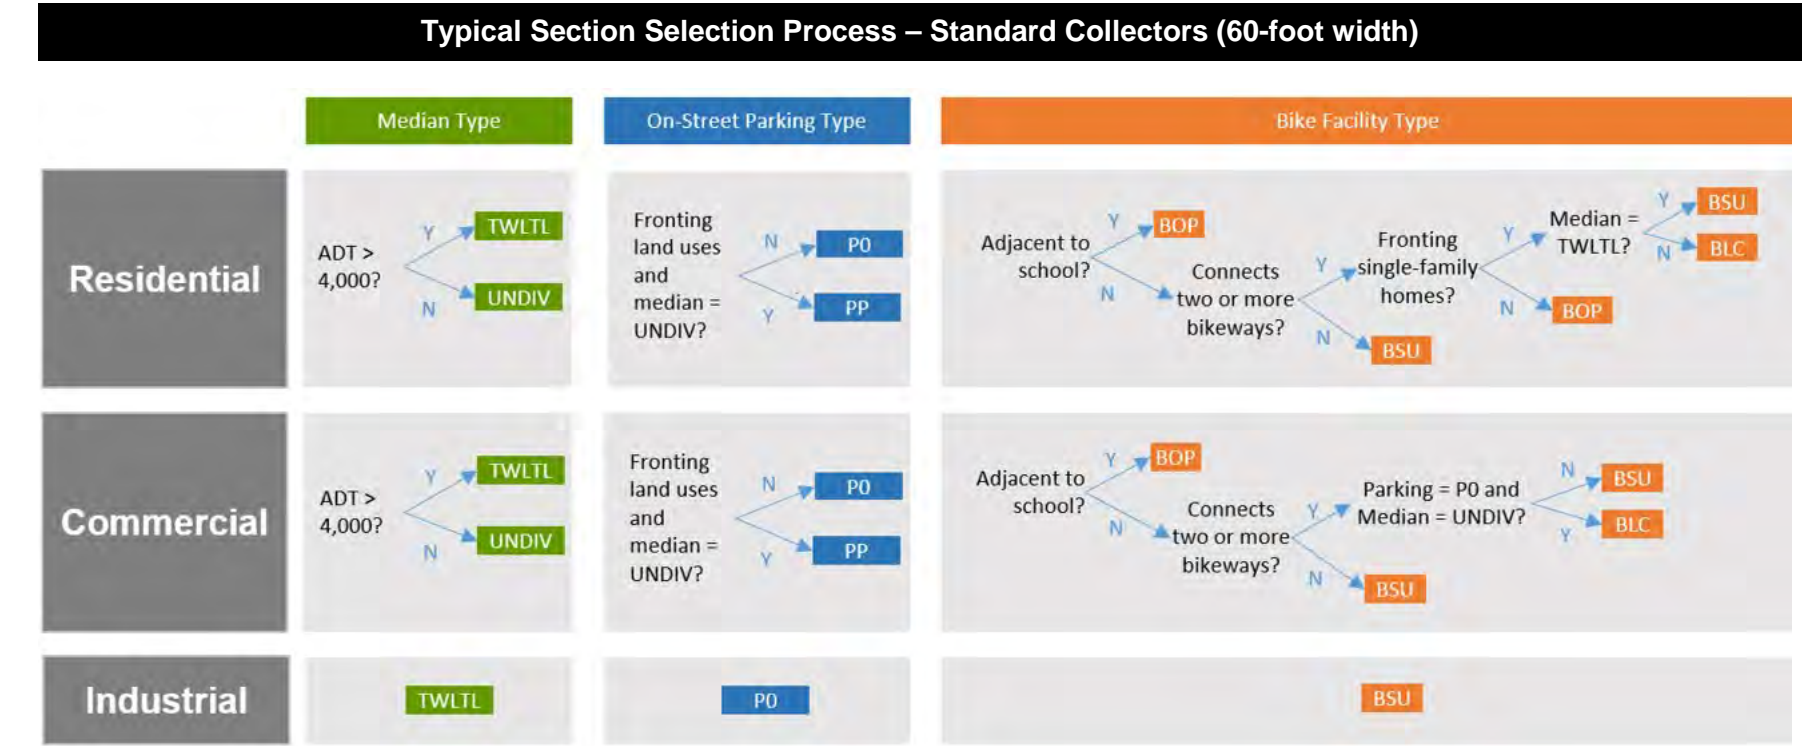 Typical Section Selection Process – Standard Collectors (60-foot width)
Median Type
On-Street Parking Type
Bike Facility Type
Residential
ADT >
4,000?
Y
TWLTL
N
UNDIV
Fronting
land uses
and
median =
UNDIV?
N
P0
Y
PP
Adjacent to
school?
Y
BOP
N
Connects
two or more
bikeways?
Y
Fronting
single-family
homes?
Y
Median =
TWLTL?
Y
BSU
N
BLC
N
BOP
N
BSU
Commercial
ADT >
4,000?
Y
TWLTL
N
UNDIV
Fronting
land uses
and
median =
UNDIV?
N
P0
Y
PP
Adjacent to
school?
Y
BOP
N
Connects
two or more
bikeways?
Y
Parking = P0 and
Median = UNDIV?
N
BSU
Y
BLC
N
BSU
Industrial
TWLTL
P0
BSU